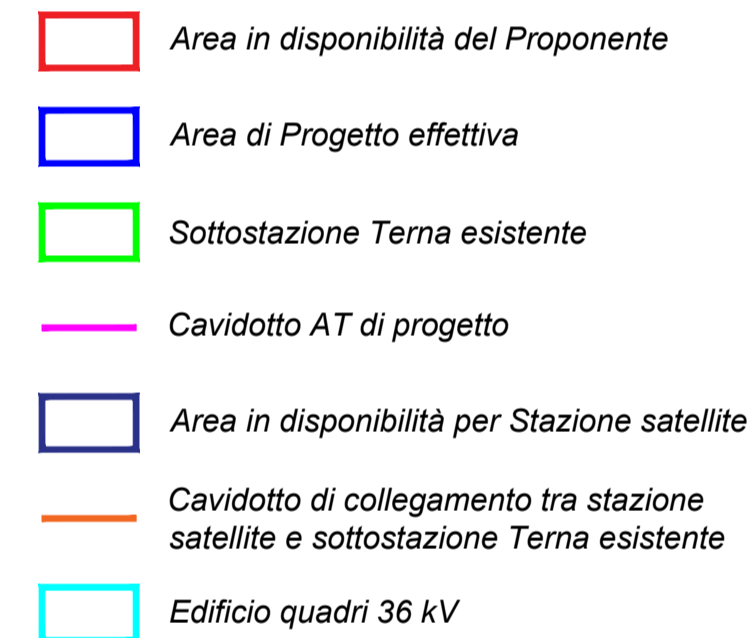 Area in disponibilità del Proponente
Area di Progetto effettiva
Sottostazione Terna esistente
Cavidotto AT di progetto
Area in disponibilità per Stazione satellite
Cavidotto di collegamento tra stazione
satellite e sottostazione Terna esistente
Edificio quadri 36 kV